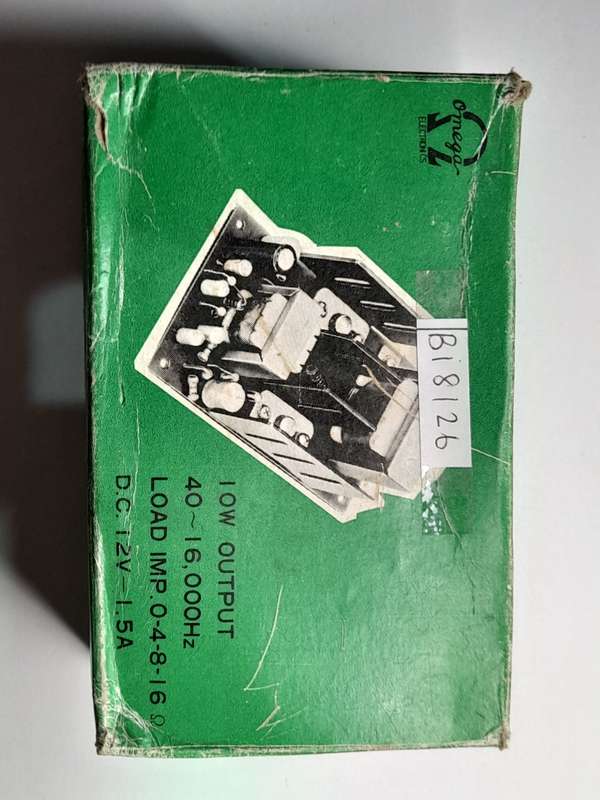 omega
ELECTRONICS
Bi8126
10W OUTPUT
40~16,000Hz
LOAD IMP. 0-4-8-16 Ω
D.C. 12V-1.5A